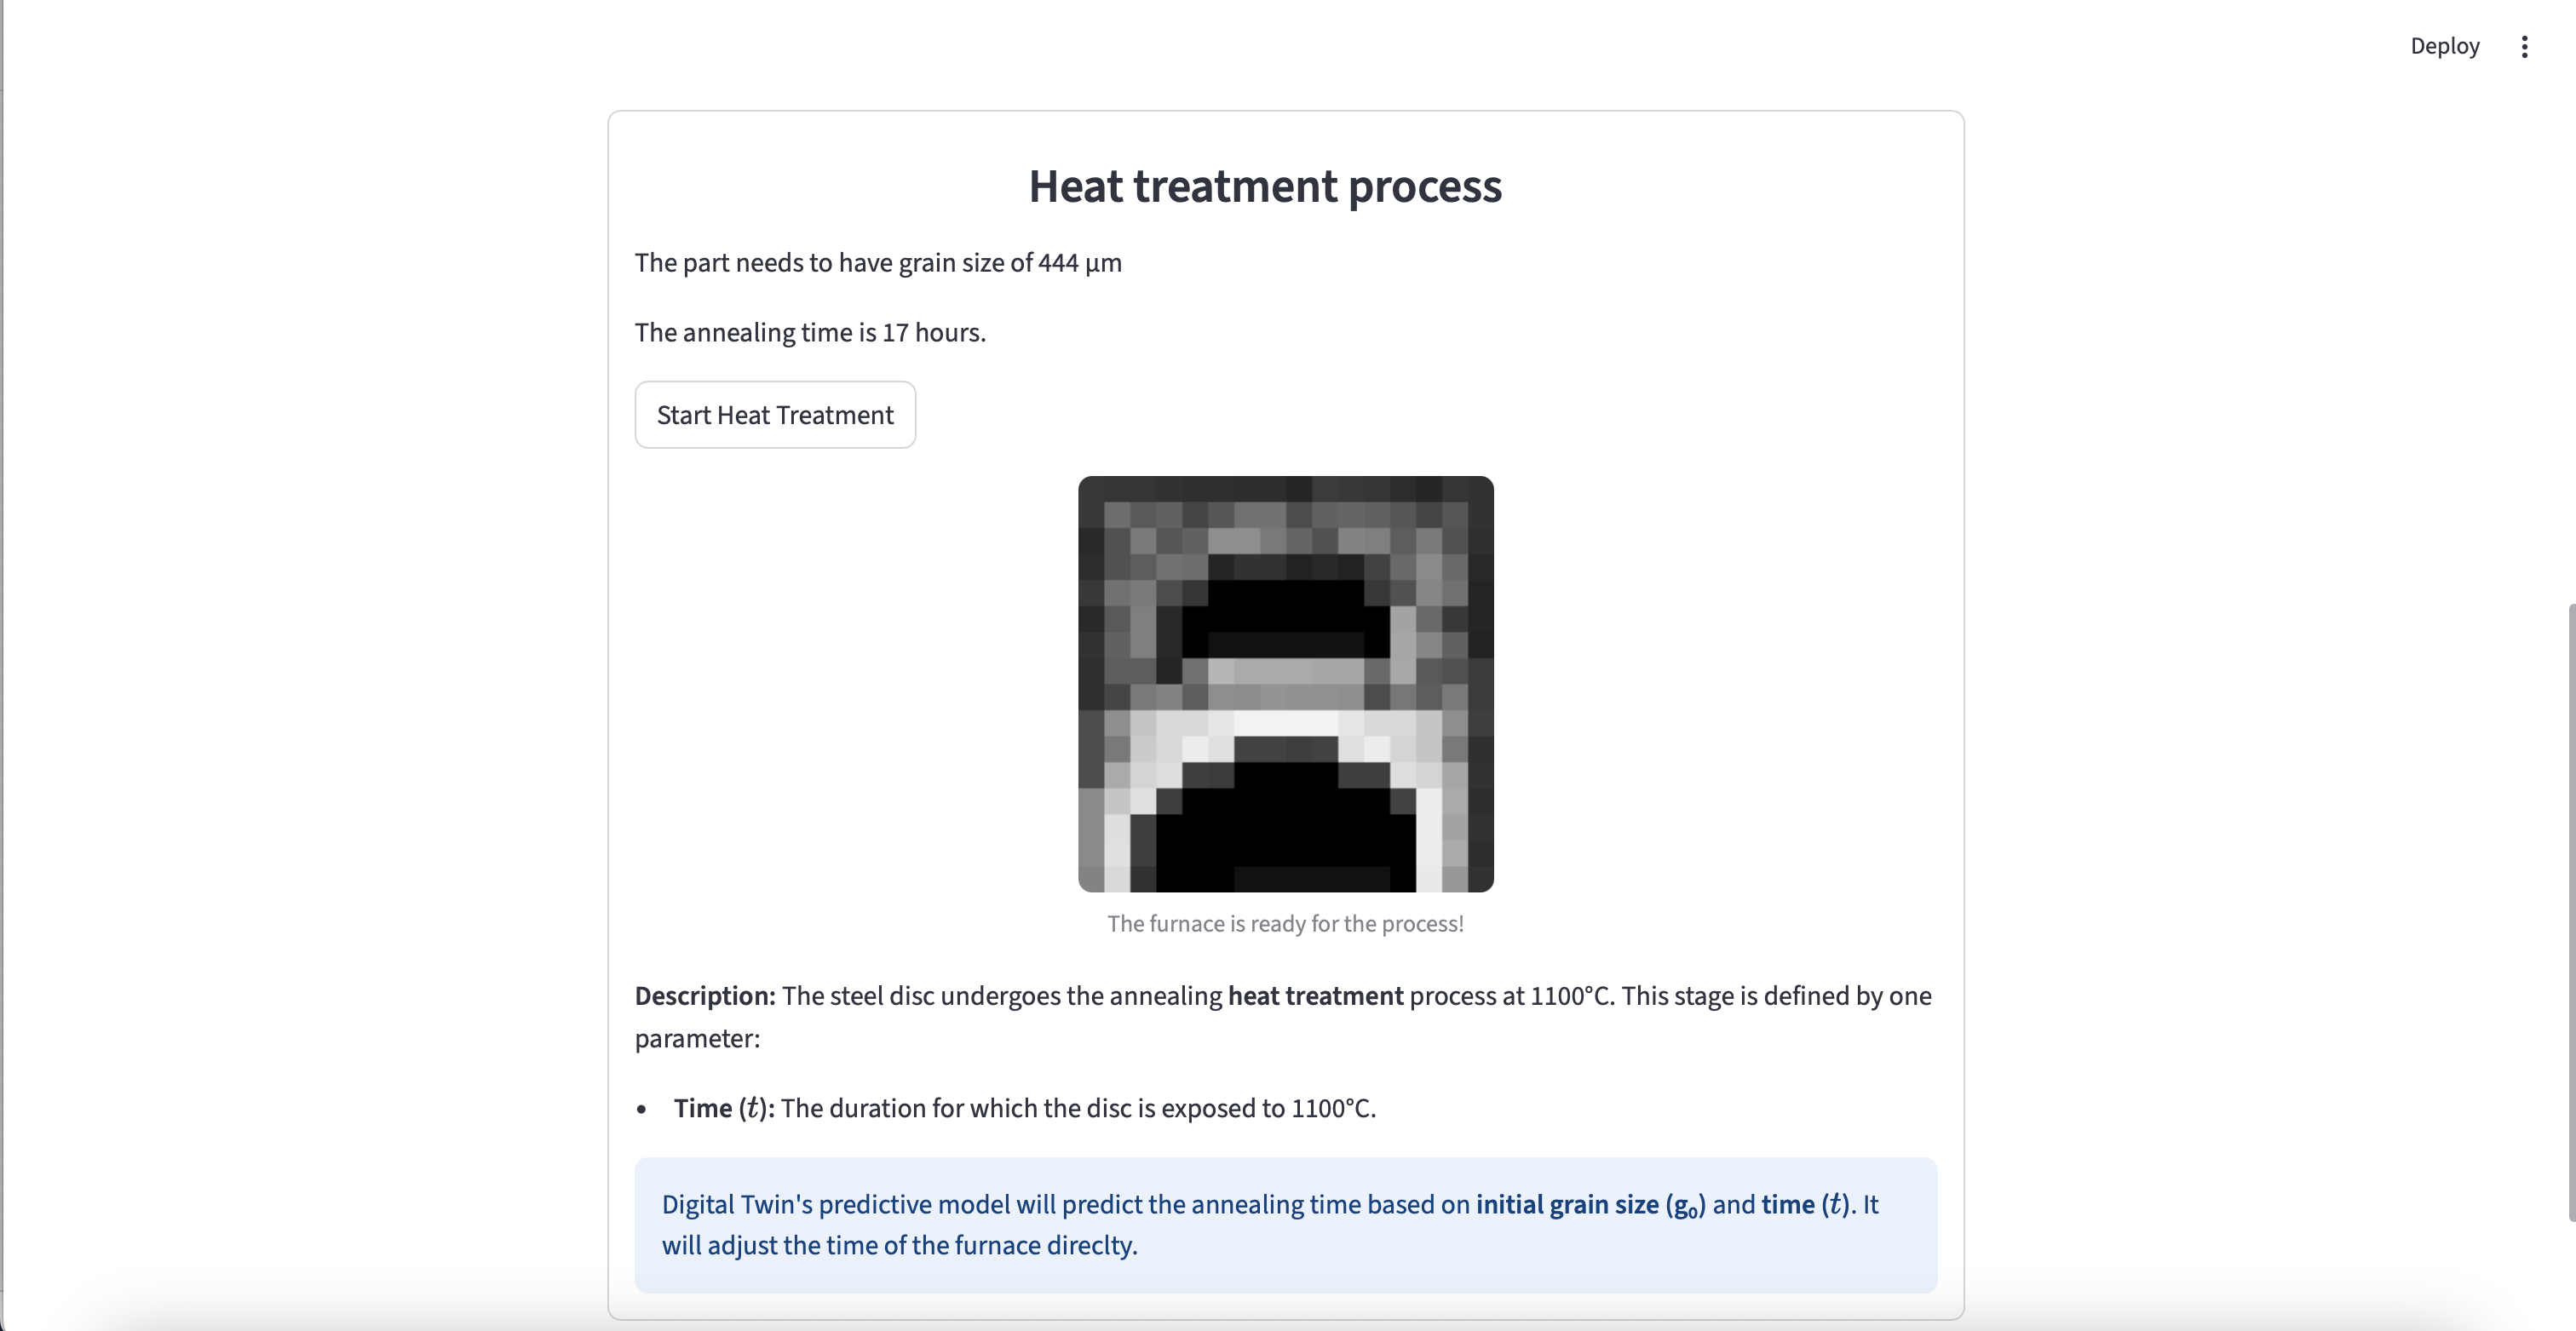 Deploy
Heat treatment process
The part needs to have grain size of 444 μm
The annealing time is 17 hours.
Start Heat Treatment
The furnace is ready for the process!
Description: The steel disc undergoes the annealing heat treatment process at 1100°C. This stage is defined by one
parameter:
• Time (t): The duration for which the disc is exposed to 1100°C.
Digital Twin's predictive model will predict the annealing time based on initial grain size (g₀) and time (t). It
will adjust the time of the furnace direclty.